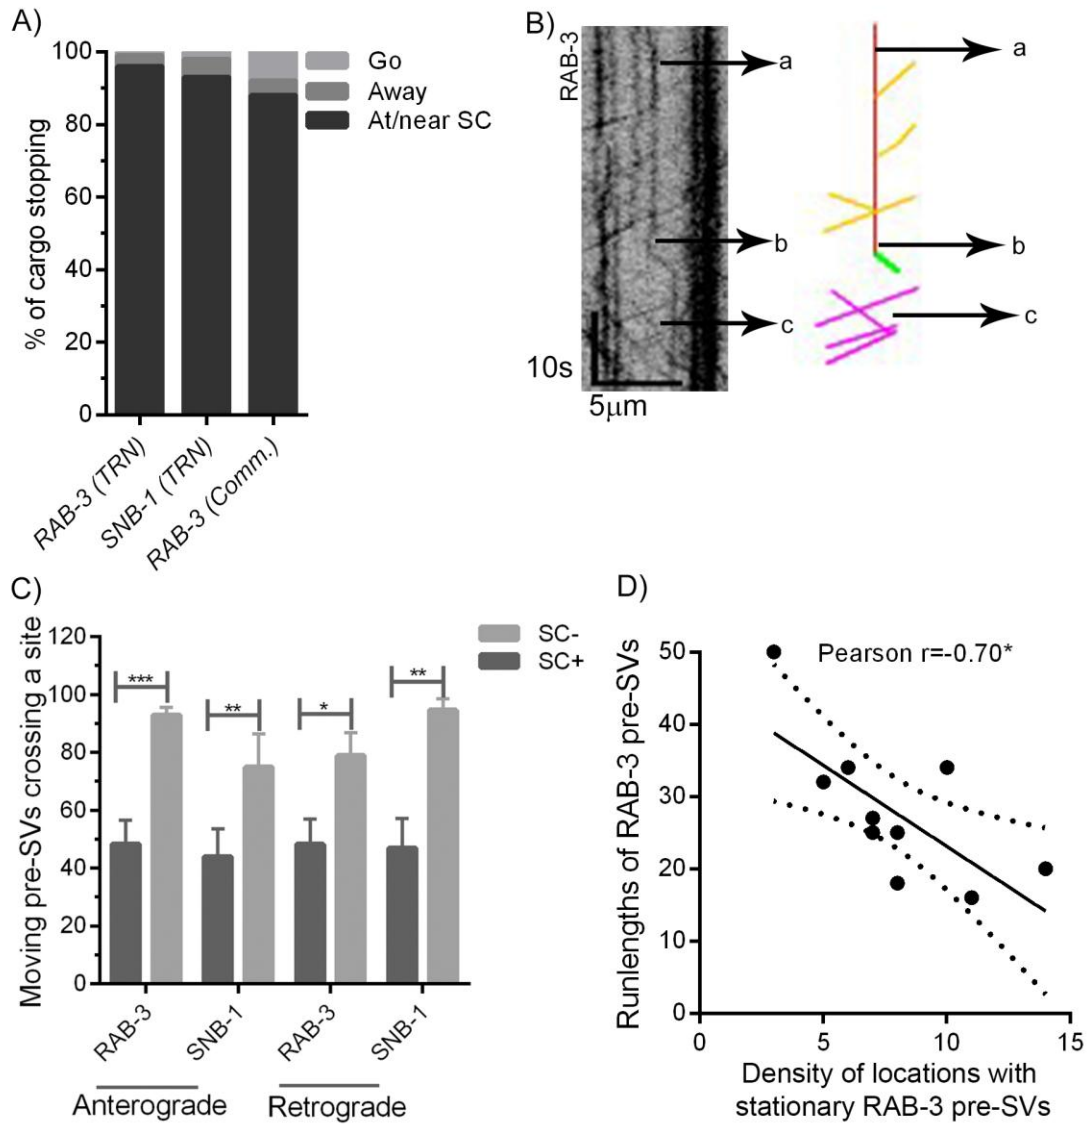 A)
Go
Away
At/near SC
% of cargo stopping
100
80
60
40
20
0
RAB-3 (TRN)
SNB-1 (TRN)
RAB-3 (Comm.)
B)
RAB-3
a
b
c
10s
5μm
a
b
c
C)
SC-
SC+
Moving pre-SVs crossing a site
120
100
80
60
40
20
0
***
**
*
**
RAB-3
SNB-1
RAB-3
SNB-1
Anterograde
Retrograde
D)
Pearson r=-0.70*
Runlengths of RAB-3 pre-SVs
50
40
30
20
10
0
0
5
10
15
Density of locations with
stationary RAB-3 pre-SVs